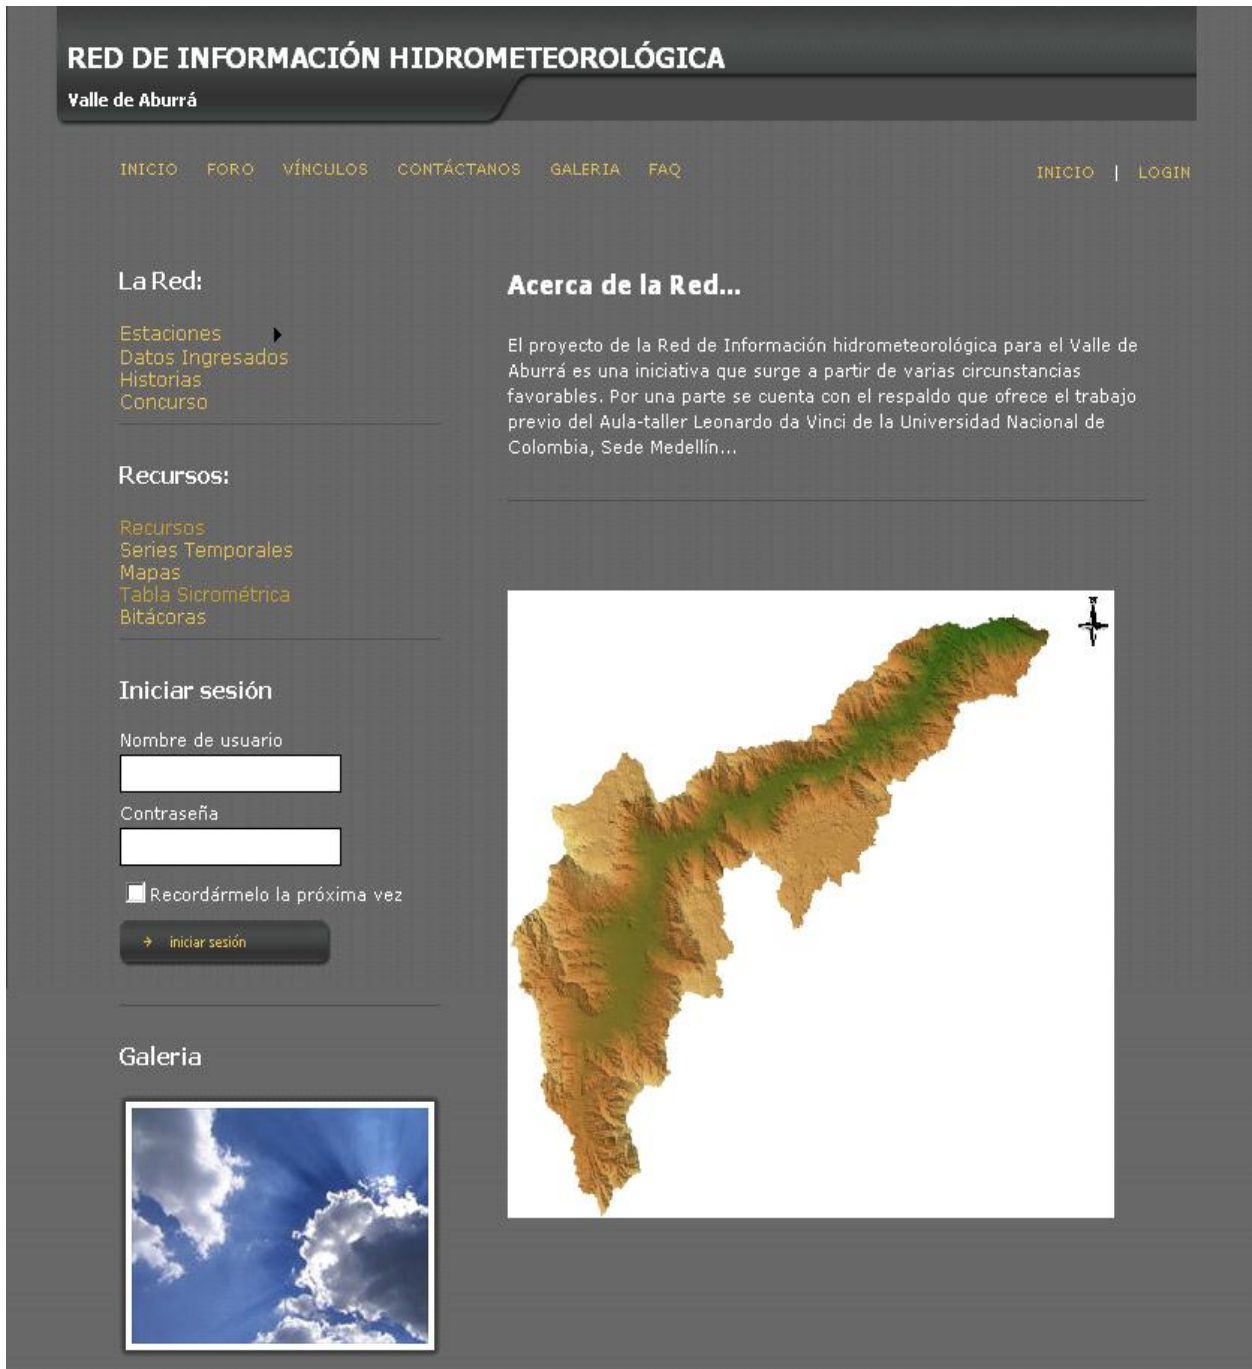 RED DE INFORMACIÓN HIDROMETEOROLÓGICA
Valle de Aburrá
INICIO FORO VÍNCULOS CONTÁCTANOS GALERIA FAQ
INICIO | LOGIN
La Red:
Estaciones
Datos Ingresados
Historias
Concurso
Recursos:
Recursos
Series Temporales
Mapas
Tabla Sicrométrica
Bitácoras
Iniciar sesión
Nombre de usuario
Contraseña
Recordármelo la próxima vez
iniciar sesión
Galeria
Acerca de la Red...
El proyecto de la Red de Información hidrometeorológica para el Valle de
Aburrá es una iniciativa que surge a partir de varias circunstancias
favorables. Por una parte se cuenta con el respaldo que ofrece el trabajo
previo del Aula-taller Leonardo da Vinci de la Universidad Nacional de
Colombia, Sede Medellín...
N